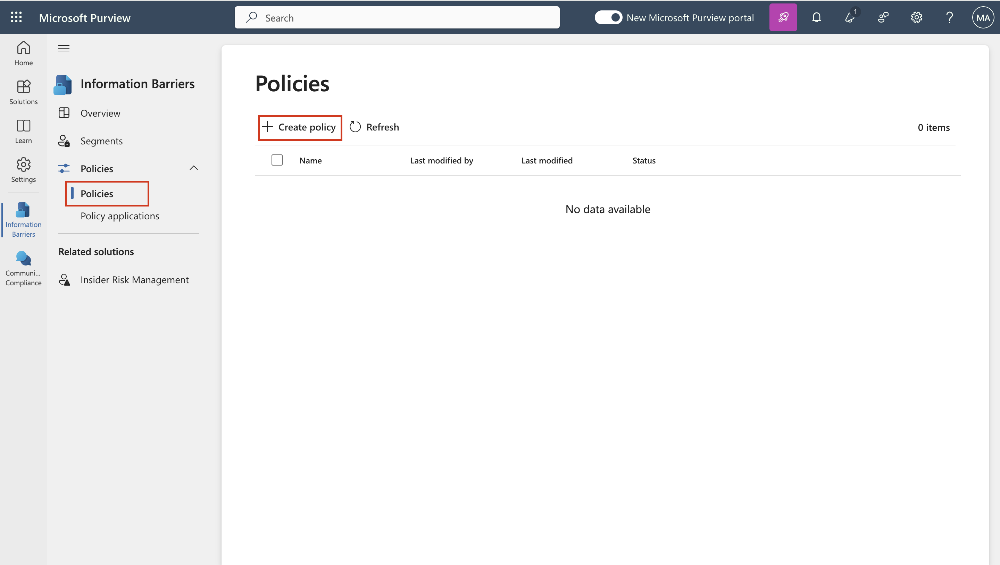 Microsoft Purview
Search
New Microsoft Purview portal
1
MA
Home
Solutions
Learn
Settings
Information
Barriers
Communi...
Compliance
Information Barriers
Overview
Segments
Policies
Policies
Policy applications
Related solutions
Insider Risk Management
Policies
Create policy
Refresh
0 items
Name
Last modified by
Last modified
Status
No data available